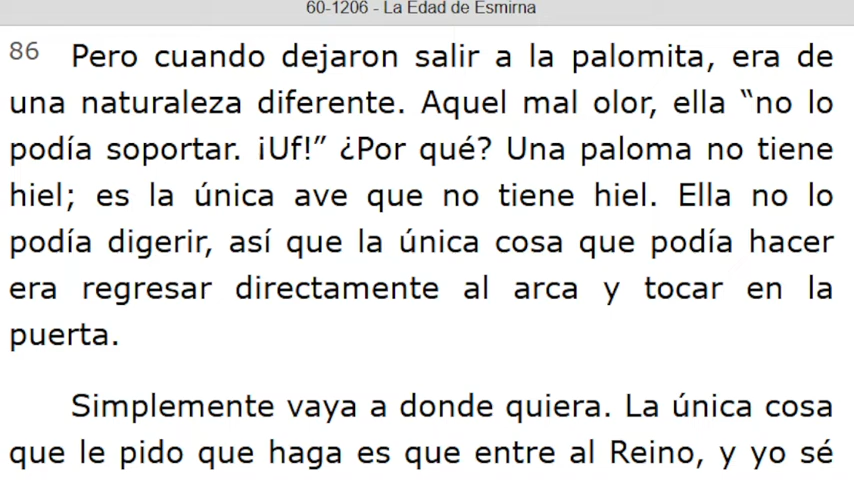 60-1206 - La Edad de Esmirna
86 Pero cuando dejaron salir a la palomita, era de
una naturaleza diferente. Aquel mal olor, ella “no lo
podía soportar. ¡Uf!” ¿Por qué? Una paloma no tiene
hiel; es la única ave que no tiene hiel. Ella no lo
podía digerir, así que la única cosa que podía hacer
era regresar directamente al arca y tocar en la
puerta.
Simplemente vaya a donde quiera. La única cosa
que le pido que haga es que entre al Reino, y yo sé